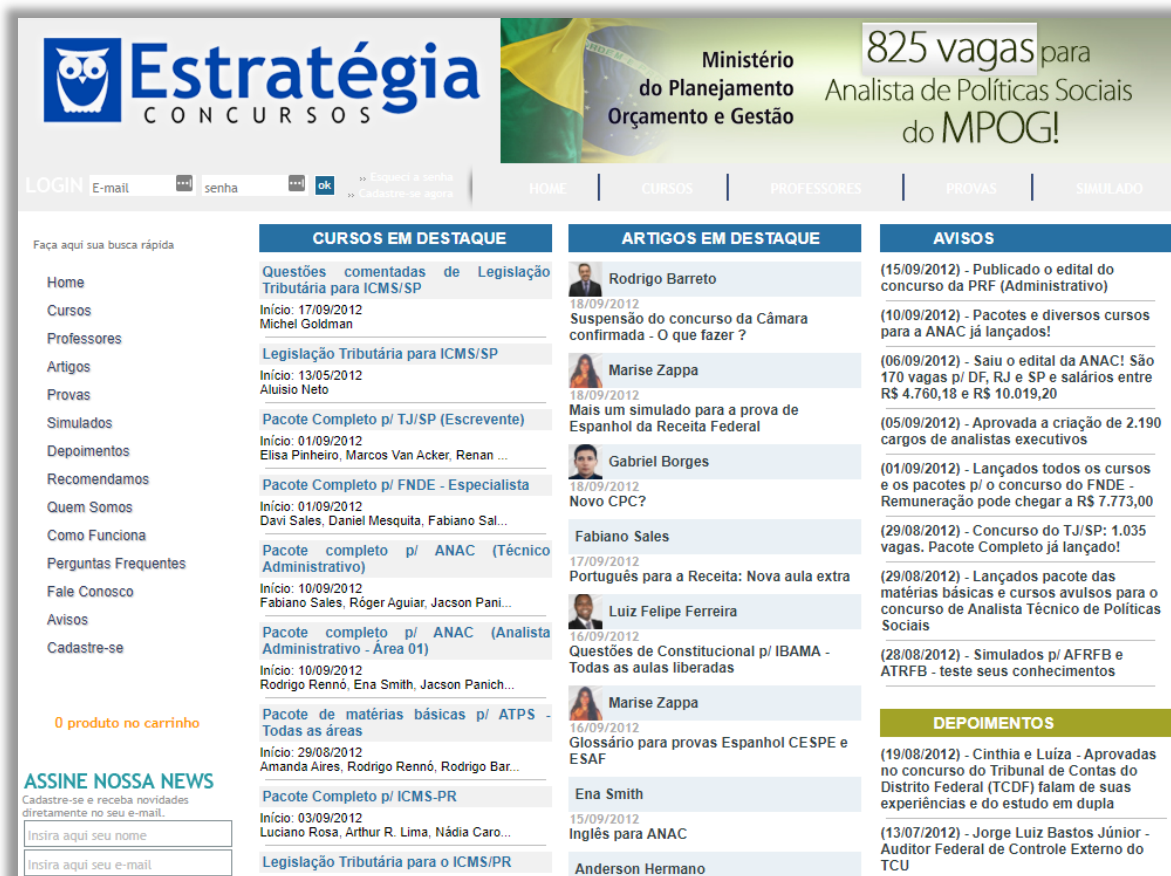 Estratégia
CONCURSOS
Ministério
do Planejamento
Orçamento e Gestão
825 vagas para
Analista de Políticas Sociais
do MPOG!
LOGIN E-mail senha ok
›› Esqueci a senha
›› Cadastre-se agora
HOME CURSOS PROFESSORES PROVAS SIMULADO
Faça aqui sua busca rápida
Home
Cursos
Professores
Artigos
Provas
Simulados
Depoimentos
Recomendamos
Quem Somos
Como Funciona
Perguntas Frequentes
Fale Conosco
Avisos
Cadastre-se
0 produto no carrinho
ASSINE NOSSA NEWS
Cadastre-se e receba novidades
diretamente no seu e-mail.
Insira aqui seu nome
Insira aqui seu e-mail
CURSOS EM DESTAQUE
Questões comentadas de Legislação
Tributária para ICMS/SP
Início: 17/09/2012
Michel Goldman
Legislação Tributária para ICMS/SP
Início: 13/05/2012
Aluisio Neto
Pacote Completo p/ TJ/SP (Escrevente)
Início: 01/09/2012
Elisa Pinheiro, Marcos Van Acker, Renan ...
Pacote Completo p/ FNDE - Especialista
Início: 01/09/2012
Davi Sales, Daniel Mesquita, Fabiano Sal...
Pacote completo p/ ANAC (Técnico
Administrativo)
Início: 10/09/2012
Fabiano Sales, Róger Aguiar, Jacson Pani...
Pacote completo p/ ANAC (Analista
Administrativo - Área 01)
Início: 10/09/2012
Rodrigo Rennó, Ena Smith, Jacson Panich...
Pacote de matérias básicas p/ ATPS -
Todas as áreas
Início: 29/08/2012
Amanda Aires, Rodrigo Rennó, Rodrigo Bar...
Pacote Completo p/ ICMS-PR
Início: 03/09/2012
Luciano Rosa, Arthur R. Lima, Nádia Caro...
Legislação Tributária para o ICMS/PR
ARTIGOS EM DESTAQUE
Rodrigo Barreto
18/09/2012
Suspensão do concurso da Câmara
confirmada - O que fazer ?
Marise Zappa
18/09/2012
Mais um simulado para a prova de
Espanhol da Receita Federal
Gabriel Borges
18/09/2012
Novo CPC?
Fabiano Sales
17/09/2012
Português para a Receita: Nova aula extra
Luiz Felipe Ferreira
16/09/2012
Questões de Constitucional p/ IBAMA -
Todas as aulas liberadas
Marise Zappa
16/09/2012
Glossário para provas Espanhol CESPE e
ESAF
Ena Smith
15/09/2012
Inglês para ANAC
Anderson Hermano
AVISOS
(15/09/2012) - Publicado o edital do
concurso da PRF (Administrativo)
(10/09/2012) - Pacotes e diversos cursos
para a ANAC já lançados!
(06/09/2012) - Saiu o edital da ANAC! São
170 vagas p/ DF, RJ e SP e salários entre
R$ 4.760,18 e R$ 10.019,20
(05/09/2012) - Aprovada a criação de 2.190
cargos de analistas executivos
(01/09/2012) - Lançados todos os cursos
e os pacotes p/ o concurso do FNDE -
Remuneração pode chegar a R$ 7.773,00
(29/08/2012) - Concurso do TJ/SP: 1.035
vagas. Pacote Completo já lançado!
(29/08/2012) - Lançados pacote das
matérias básicas e cursos avulsos para o
concurso de Analista Técnico de Políticas
Sociais
(28/08/2012) - Simulados p/ AFRFB e
ATRFB - teste seus conhecimentos
DEPOIMENTOS
(19/08/2012) - Cinthia e Luíza - Aprovadas
no concurso do Tribunal de Contas do
Distrito Federal (TCDF) falam de suas
experiências e do estudo em dupla
(13/07/2012) - Jorge Luiz Bastos Júnior -
Auditor Federal de Controle Externo do
TCU